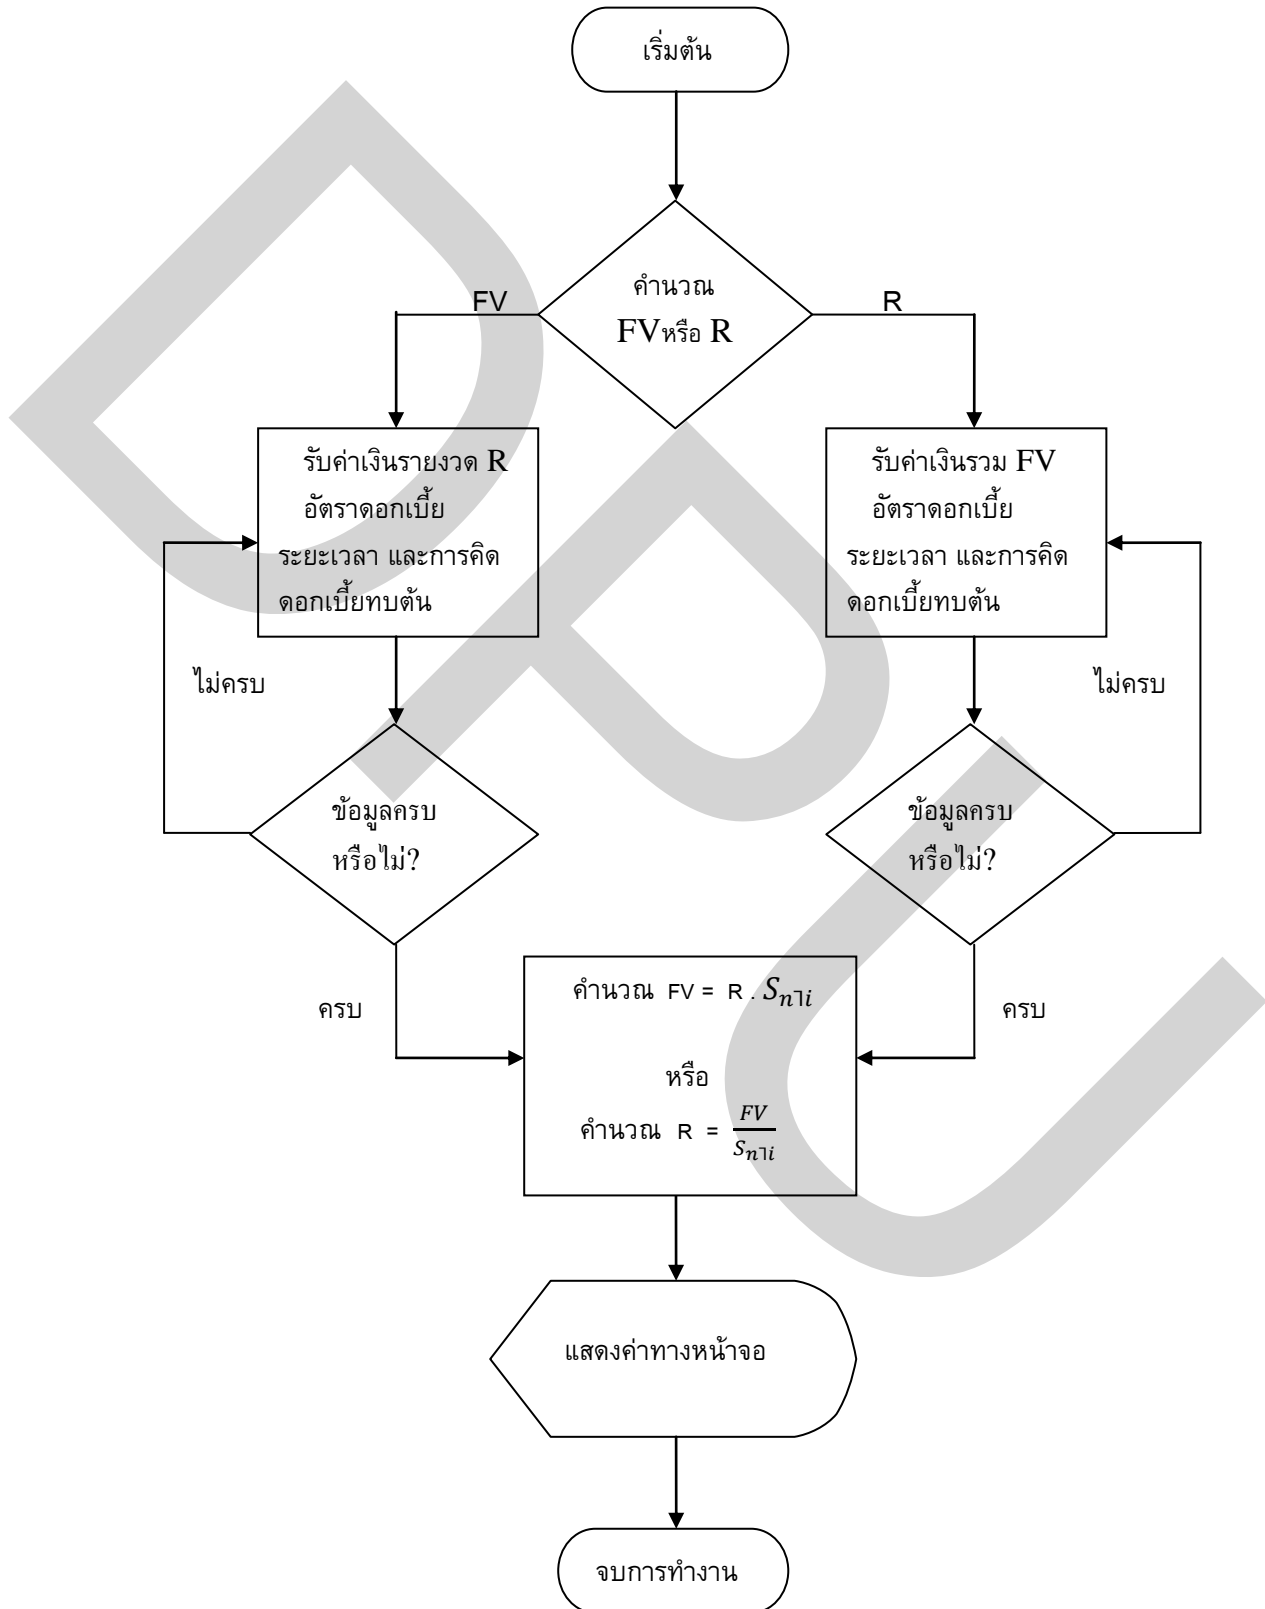 เริ่มต้น
คำนวณ
FVหรือ R
FV
R
รับค่าเงินรายงวด R
อัตราดอกเบี้ย
ระยะเวลา และการคิด
ดอกเบี้ยทบต้น
รับค่าเงินรวม FV
อัตราดอกเบี้ย
ระยะเวลา และการคิด
ดอกเบี้ยทบต้น
ไม่ครบ
ไม่ครบ
ข้อมูลครบ
หรือไม่?
ข้อมูลครบ
หรือไม่?
ครบ
ครบ
คำนวณ FV = R . Sn⌉i
หรือ
คำนวณ R = FV / Sn⌉i
แสดงค่าทางหน้าจอ
จบการทำงาน
DPU